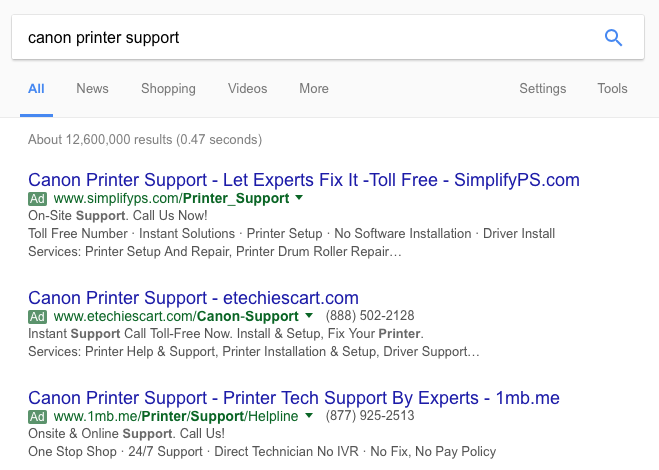 canon printer support
All News Shopping Videos More Settings Tools
About 12,600,000 results (0.47 seconds)
Canon Printer Support - Let Experts Fix It -Toll Free - SimplifyPS.com
Ad www.simplifyps.com/Printer_Support
On-Site Support. Call Us Now!
Toll Free Number · Instant Solutions · Printer Setup · No Software Installation · Driver Install
Services: Printer Setup And Repair, Printer Drum Roller Repair…
Canon Printer Support - etechiescart.com
Ad www.etechiescart.com/Canon-Support (888) 502-2128
Instant Support Call Toll-Free Now. Install & Setup, Fix Your Printer.
Services: Printer Help & Support, Printer Installation & Setup, Driver Support…
Canon Printer Support - Printer Tech Support By Experts - 1mb.me
Ad www.1mb.me/Printer/Support/Helpline (877) 925-2513
Onsite & Online Support. Call Us!
One Stop Shop · 24/7 Support · Direct Technician No IVR · No Fix, No Pay Policy